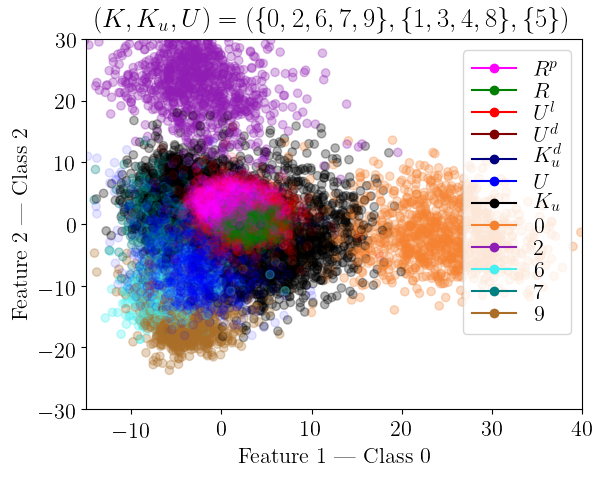 (K, K_u, U) = ({0, 2, 6, 7, 9}, {1, 3, 4, 8}, {5})
30
20
10
0
−10
−20
−30
Feature 2 — Class 2
R^p
R
U^l
U^d
K_u^d
U
K_u
0
2
6
7
9
−10
0
10
20
30
40
Feature 1 — Class 0